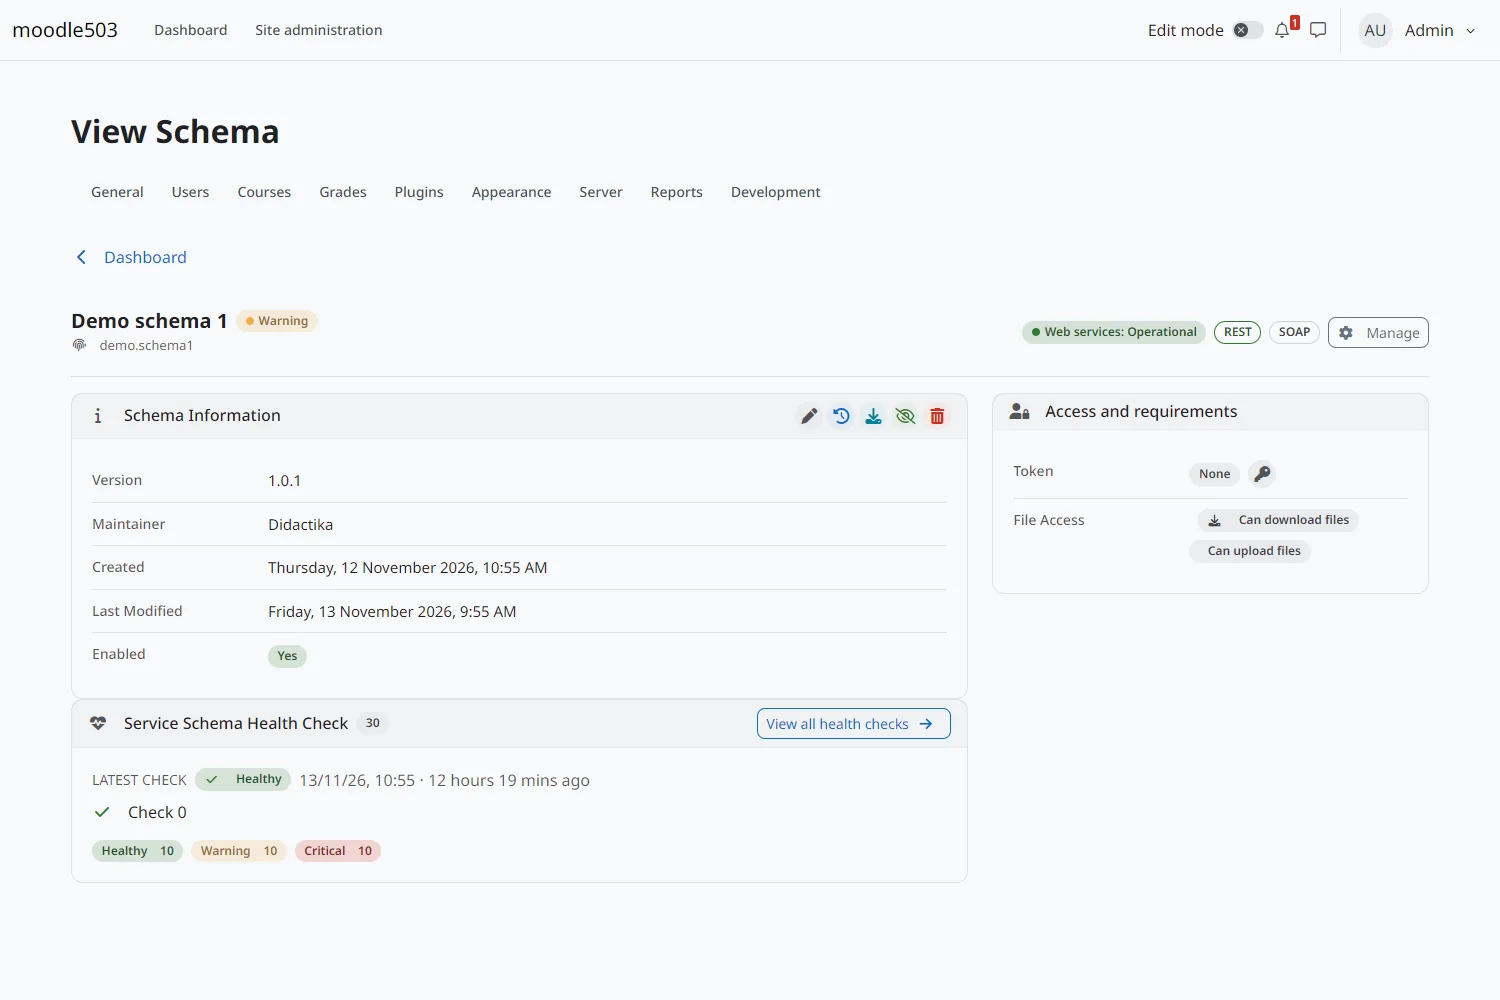 moodle503 Dashboard Site administration Edit mode 1 AU Admin
View Schema
General Users Courses Grades Plugins Appearance Server Reports Development
Dashboard
Demo schema 1 Warning
demo.schema1
Web services: Operational REST SOAP Manage
Schema Information
Version 1.0.1
Maintainer Didactika
Created Thursday, 12 November 2026, 10:55 AM
Last Modified Friday, 13 November 2026, 9:55 AM
Enabled Yes
Service Schema Health Check 30 View all health checks
LATEST CHECK Healthy 13/11/26, 10:55 · 12 hours 19 mins ago
Check 0
Healthy 10 Warning 10 Critical 10
Access and requirements
Token None
File Access Can download files
Can upload files